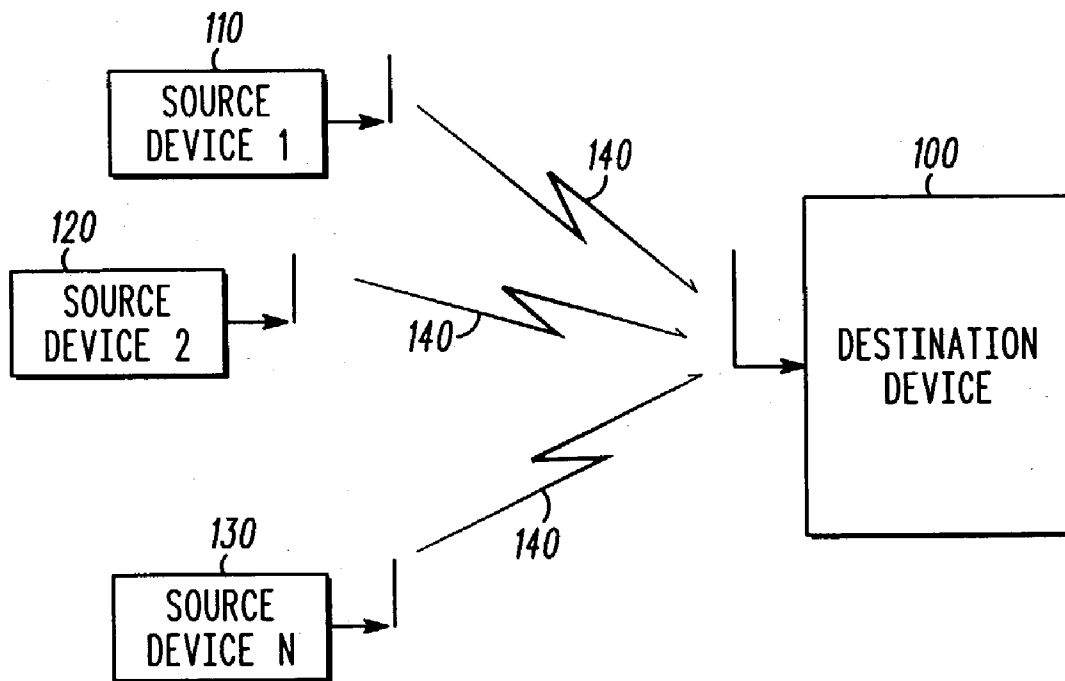 110
SOURCE
DEVICE 1
140
100
120
SOURCE
DEVICE 2
140
DESTINATION
DEVICE
130
SOURCE
DEVICE N
140